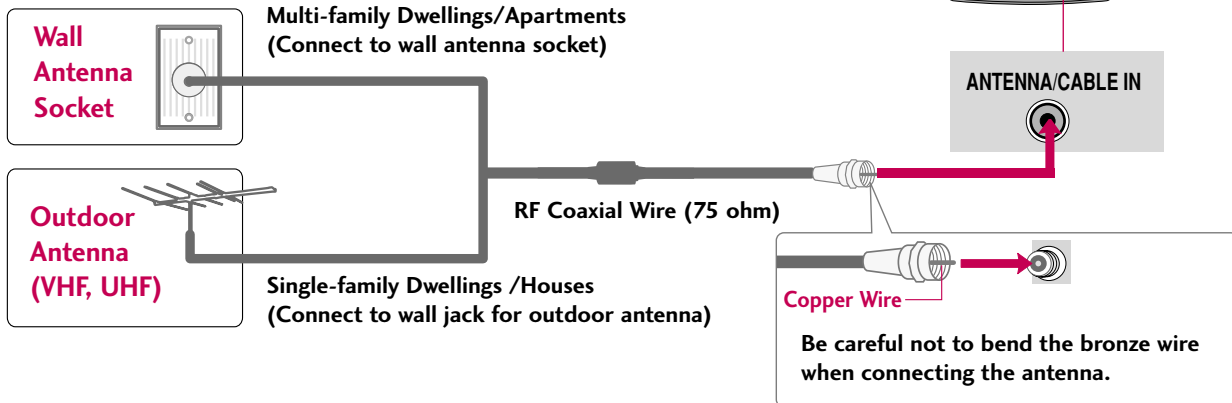 Multi-family Dwellings/Apartments
(Connect to wall antenna socket)
Wall
Antenna
Socket
ANTENNA/CABLE IN
Outdoor
Antenna
(VHF, UHF)
RF Coaxial Wire (75 ohm)
Single-family Dwellings /Houses
(Connect to wall jack for outdoor antenna)
Copper Wire
Be careful not to bend the bronze wire
when connecting the antenna.